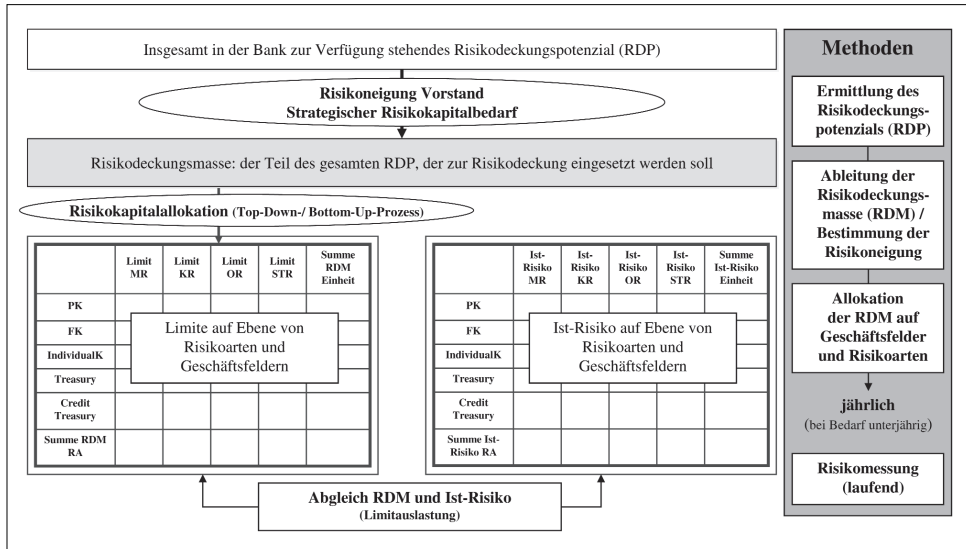 Insgesamt in der Bank zur Verfügung stehendes Risikodeckungspotenzial (RDP)
Risikoneigung Vorstand
Strategischer Risikokapitalbedarf
Risikodeckungsmasse: der Teil des gesamten RDP, der zur Risikodeckung eingesetzt werden soll
Risikokapitalallokation (Top-Down-/ Bottom-Up-Prozess)
Limit MR
Limit KR
Limit OR
Limit STR
Summe RDM Einheit
PK
FK
IndividualK
Treasury
Credit Treasury
Summe RDM RA
Limite auf Ebene von
Risikoarten und
Geschäftsfeldern
Ist-Risiko MR
Ist-Risiko KR
Ist-Risiko OR
Ist-Risiko STR
Summe Ist-Risiko Einheit
PK
FK
IndividualK
Treasury
Credit Treasury
Summe Ist-Risiko RA
Ist-Risiko auf Ebene von
Risikoarten und
Geschäftsfeldern
Abgleich RDM und Ist-Risiko
(Limitauslastung)
Methoden
Ermittlung des
Risikodeckungs-
potenzials (RDP)
Ableitung der
Risikodeckungs-
masse (RDM) /
Bestimmung der
Risikoneigung
Allokation
der RDM auf
Geschäftsfelder
und Risikoarten
jährlich
(bei Bedarf unterjährig)
Risikomessung
(laufend)